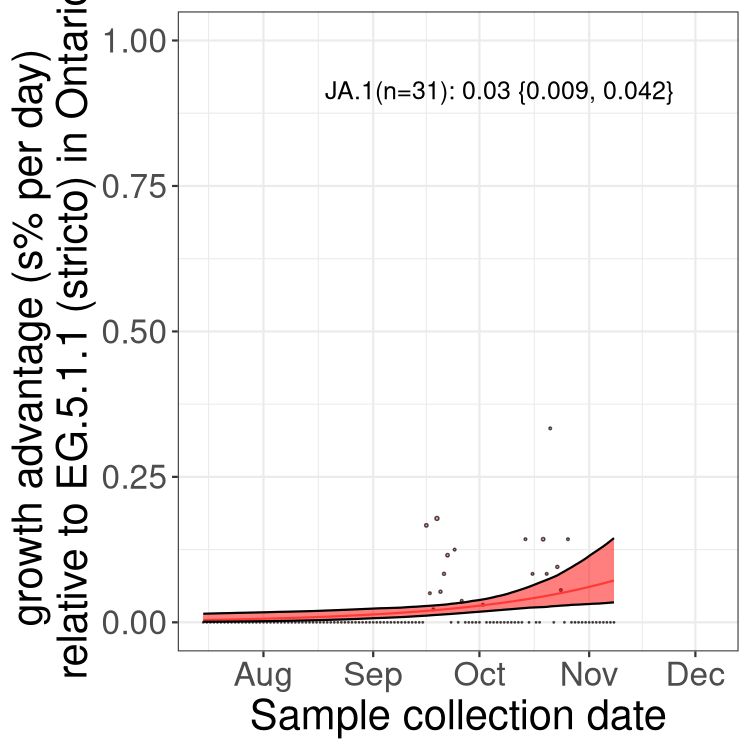 growth advantage (s% per day)
relative to EG.5.1.1 (stricto) in Ontario
1.00
0.75
0.50
0.25
0.00
JA.1(n=31): 0.03 {0.009, 0.042}
Aug Sep Oct Nov Dec
Sample collection date